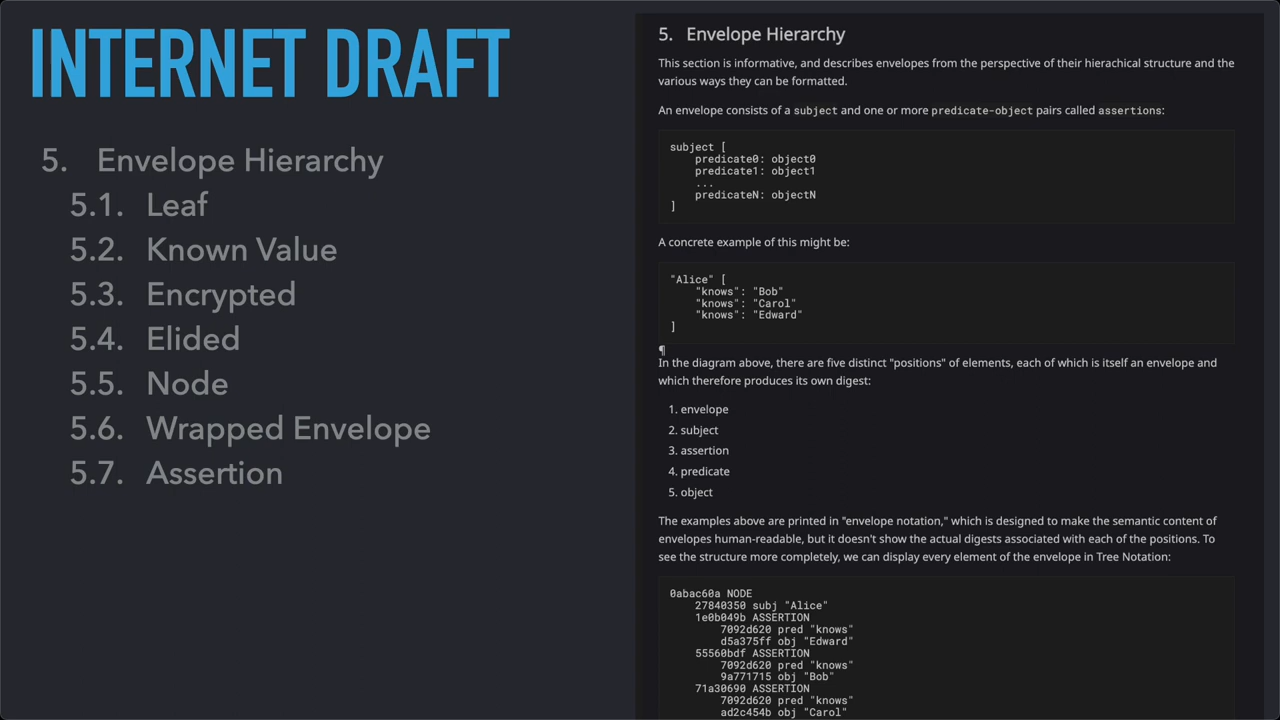 INTERNET DRAFT
5. Envelope Hierarchy
5.1. Leaf
5.2. Known Value
5.3. Encrypted
5.4. Elided
5.5. Node
5.6. Wrapped Envelope
5.7. Assertion
5. Envelope Hierarchy
This section is informative, and describes envelopes from the perspective of their hierachical structure and the
various ways they can be formatted.
An envelope consists of a subject and one or more predicate-object pairs called assertions:
subject [
    predicate0: object0
    predicate1: object1
    ...
    predicateN: objectN
]
A concrete example of this might be:
"Alice" [
    "knows": "Bob"
    "knows": "Carol"
    "knows": "Edward"
]
¶
In the diagram above, there are five distinct "positions" of elements, each of which is itself an envelope and
which therefore produces its own digest:
1. envelope
2. subject
3. assertion
4. predicate
5. object
The examples above are printed in "envelope notation," which is designed to make the semantic content of
envelopes human-readable, but it doesn't show the actual digests associated with each of the positions. To
see the structure more completely, we can display every element of the envelope in Tree Notation:
0abac60a NODE
    27840350 subj "Alice"
    1e0b049b ASSERTION
        7092d620 pred "knows"
        d5a375ff obj "Edward"
    55560bdf ASSERTION
        7092d620 pred "knows"
        9a771715 obj "Bob"
    71a30690 ASSERTION
        7092d620 pred "knows"
        ad2c454b obj "Carol"